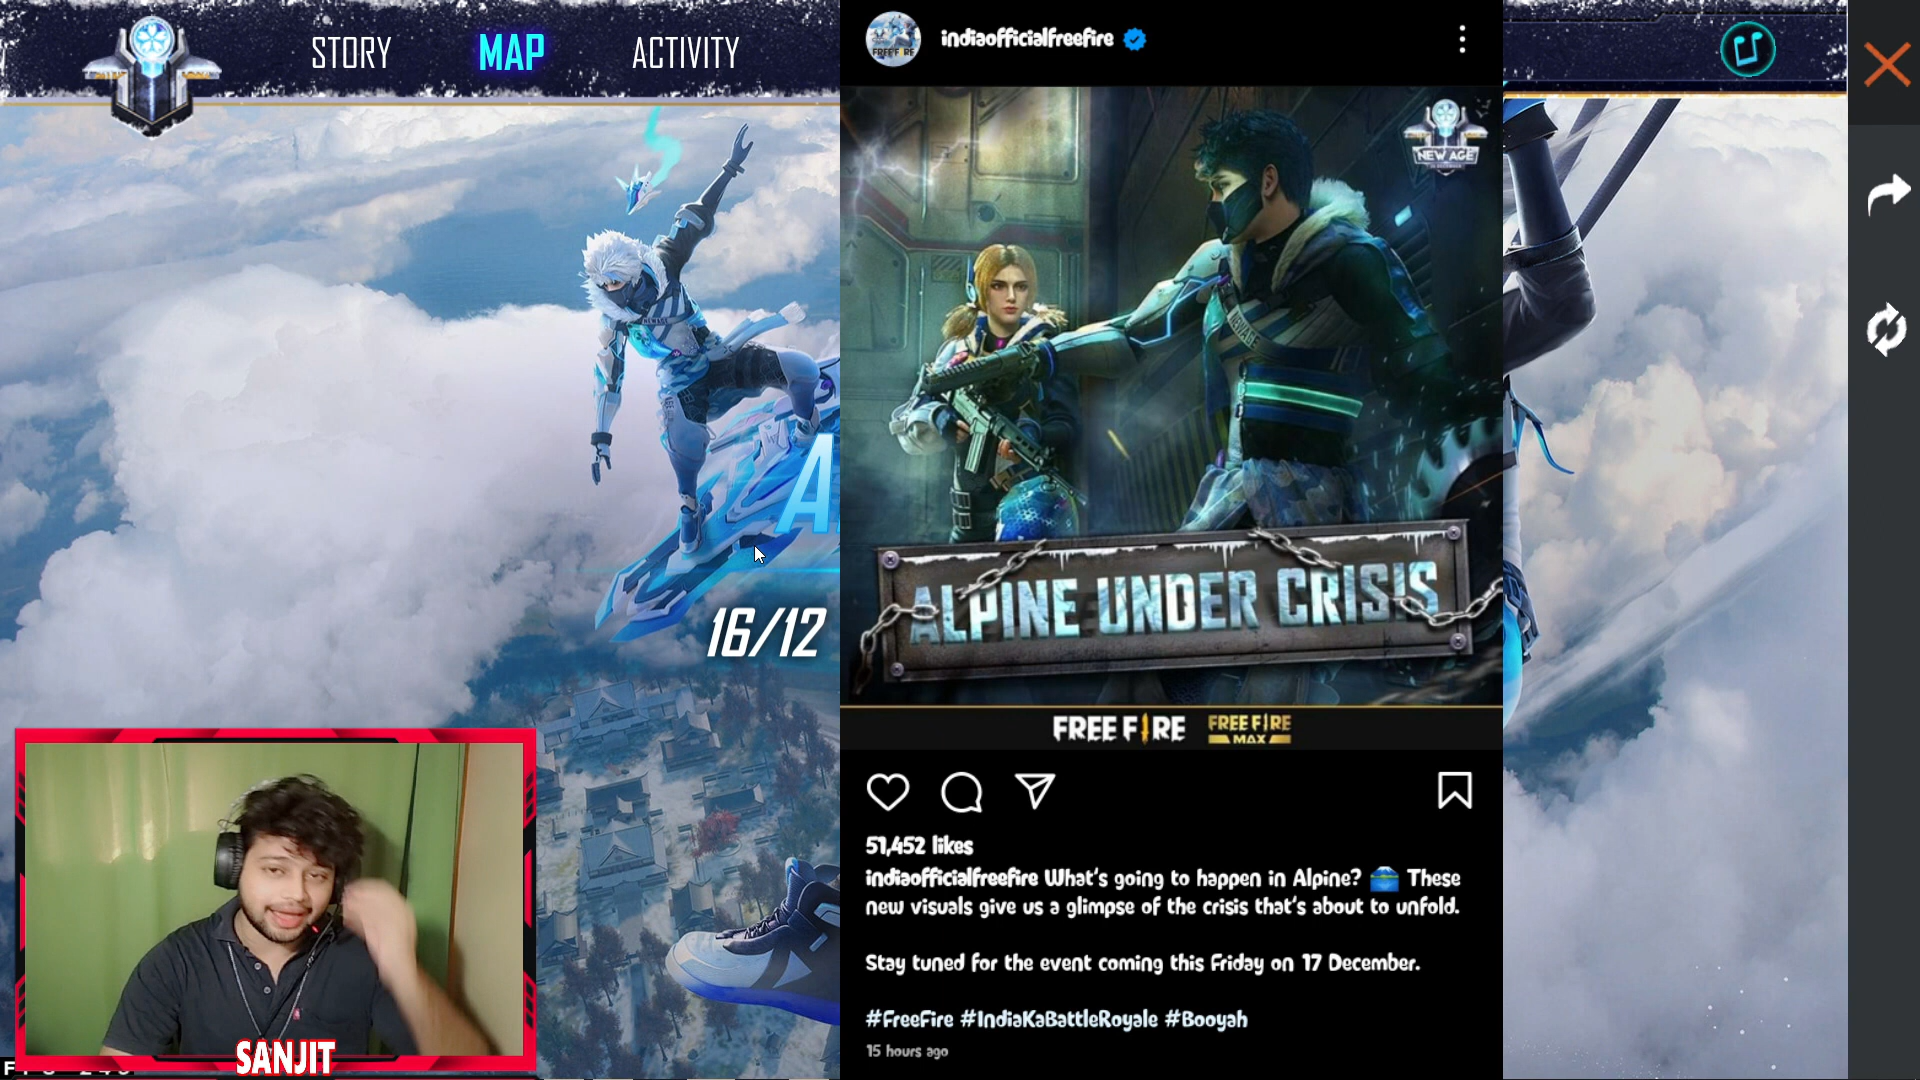 STORY
MAP
ACTIVITY
16/12
SANJIT
indiaofficialfreefire
FREE FIRE
NEW AGE
NEWAGE
ALPINE UNDER CRISIS
FREE FIRE
FREE FIRE
MAX
51,452 likes
indiaofficialfreefire What's going to happen in Alpine? These
new visuals give us a glimpse of the crisis that's about to unfold.
Stay tuned for the event coming this Friday on 17 December.
#FreeFire #IndiaKaBattleRoyale #Booyah
15 hours ago